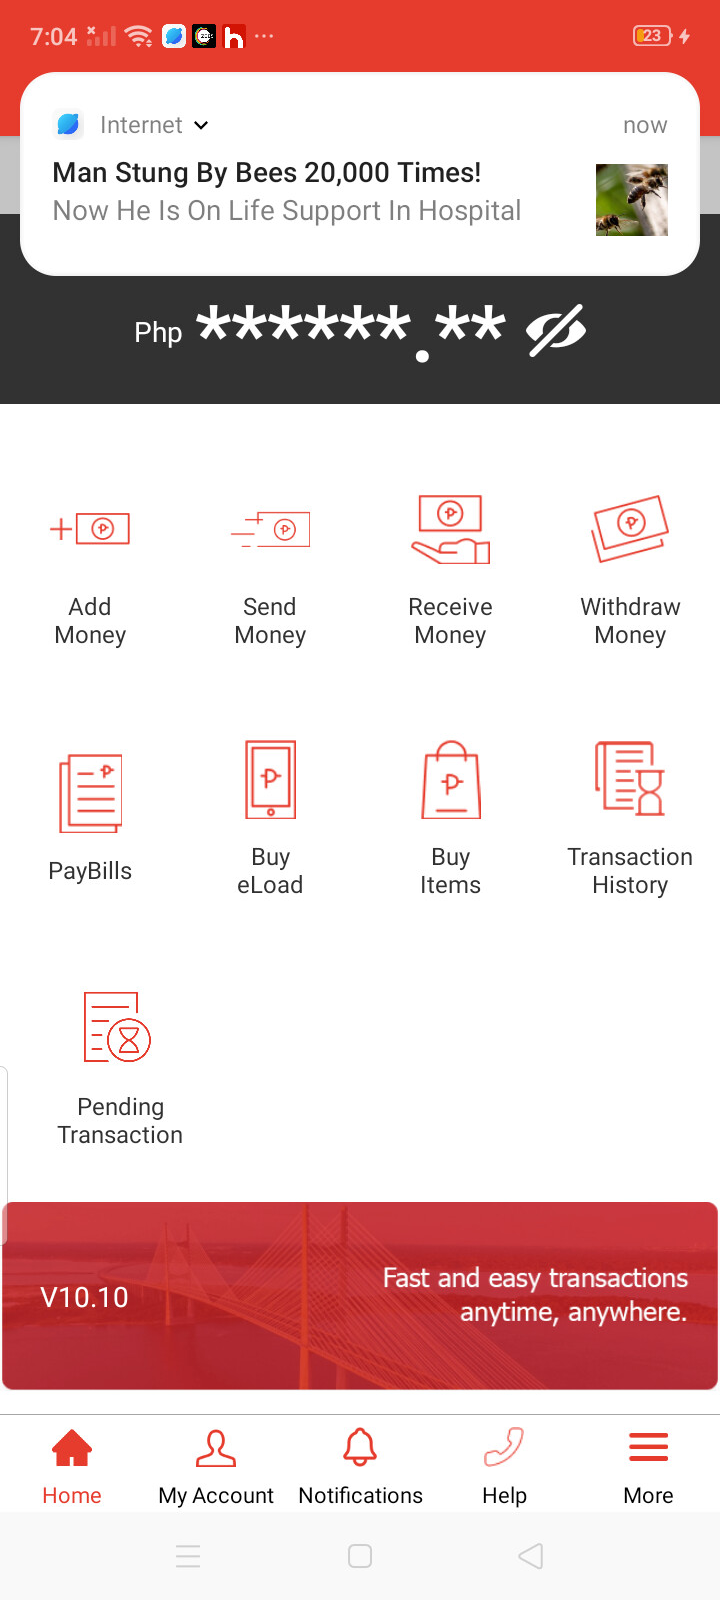 7:04
23
Internet
now
Man Stung By Bees 20,000 Times!
Now He Is On Life Support In Hospital
Php ******.**
Add
Money
Send
Money
Receive
Money
Withdraw
Money
PayBills
Buy
eLoad
Buy
Items
Transaction
History
Pending
Transaction
V10.10
Fast and easy transactions
anytime, anywhere.
Home
My Account
Notifications
Help
More